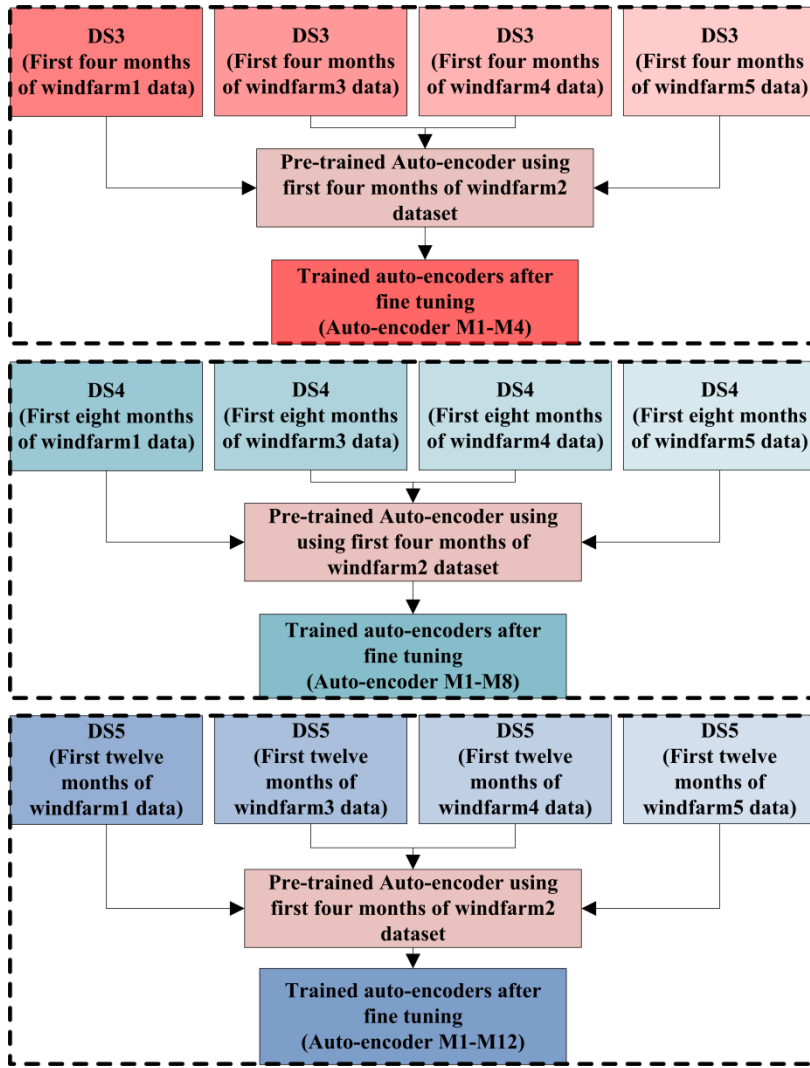 DS3
(First four months
of windfarm1 data)
DS3
(First four months
of windfarm3 data)
DS3
(First four months
of windfarm4 data)
DS3
(First four months
of windfarm5 data)
Pre-trained Auto-encoder using
first four months of windfarm2
dataset
Trained auto-encoders after
fine tuning
(Auto-encoder M1-M4)
DS4
(First eight months
of windfarm1 data)
DS4
(First eight months
of windfarm3 data)
DS4
(First eight months
of windfarm4 data)
DS4
(First eight months
of windfarm5 data)
Pre-trained Auto-encoder using
using first four months of
windfarm2 dataset
Trained auto-encoders after
fine tuning
(Auto-encoder M1-M8)
DS5
(First twelve
months of
windfarm1 data)
DS5
(First twelve
months of
windfarm3 data)
DS5
(First twelve
months of
windfarm4 data)
DS5
(First twelve
months of
windfarm5 data)
Pre-trained Auto-encoder using
first four months of windfarm2
dataset
Trained auto-encoders after
fine tuning
(Auto-encoder M1-M12)